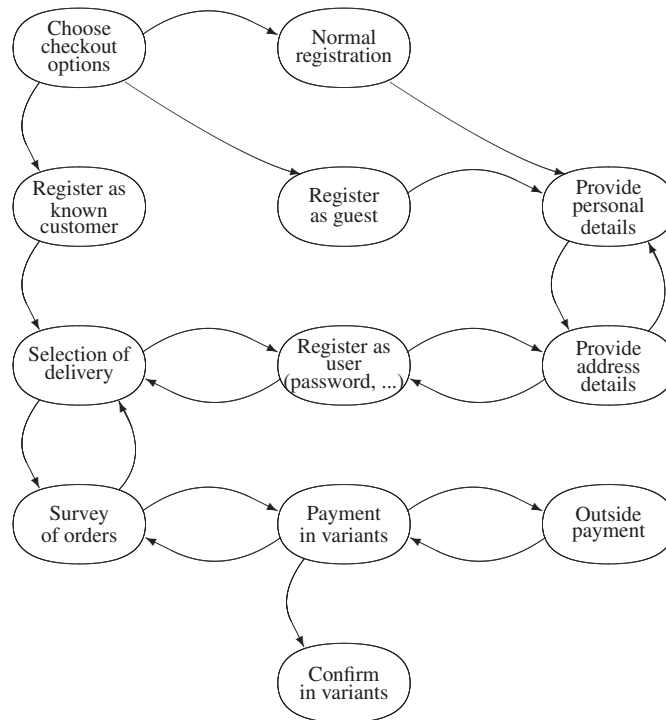 Choose
checkout
options
Normal
registration
Register as
known
customer
Register
as guest
Provide
personal
details
Selection of
delivery
Register as
user
(password, ...)
Provide
address
details
Survey
of orders
Payment
in variants
Outside
payment
Confirm
in variants